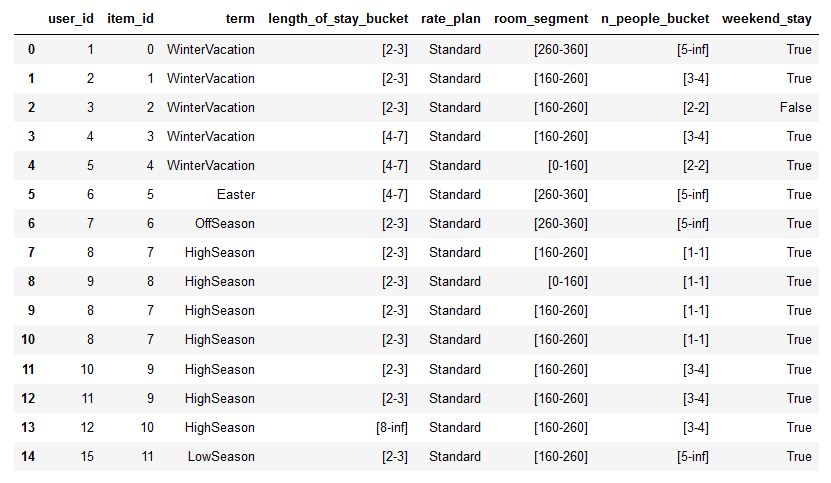 user_id item_id term length_of_stay_bucket rate_plan room_segment n_people_bucket weekend_stay
0 1 0 WinterVacation [2-3] Standard [260-360] [5-inf] True
1 2 1 WinterVacation [2-3] Standard [160-260] [3-4] True
2 3 2 WinterVacation [2-3] Standard [160-260] [2-2] False
3 4 3 WinterVacation [4-7] Standard [160-260] [3-4] True
4 5 4 WinterVacation [4-7] Standard [0-160] [2-2] True
5 6 5 Easter [4-7] Standard [260-360] [5-inf] True
6 7 6 OffSeason [2-3] Standard [260-360] [5-inf] True
7 8 7 HighSeason [2-3] Standard [160-260] [1-1] True
8 9 8 HighSeason [2-3] Standard [0-160] [1-1] True
9 8 7 HighSeason [2-3] Standard [160-260] [1-1] True
10 8 7 HighSeason [2-3] Standard [160-260] [1-1] True
11 10 9 HighSeason [2-3] Standard [160-260] [3-4] True
12 11 9 HighSeason [2-3] Standard [160-260] [3-4] True
13 12 10 HighSeason [8-inf] Standard [160-260] [3-4] True
14 15 11 LowSeason [2-3] Standard [160-260] [5-inf] True